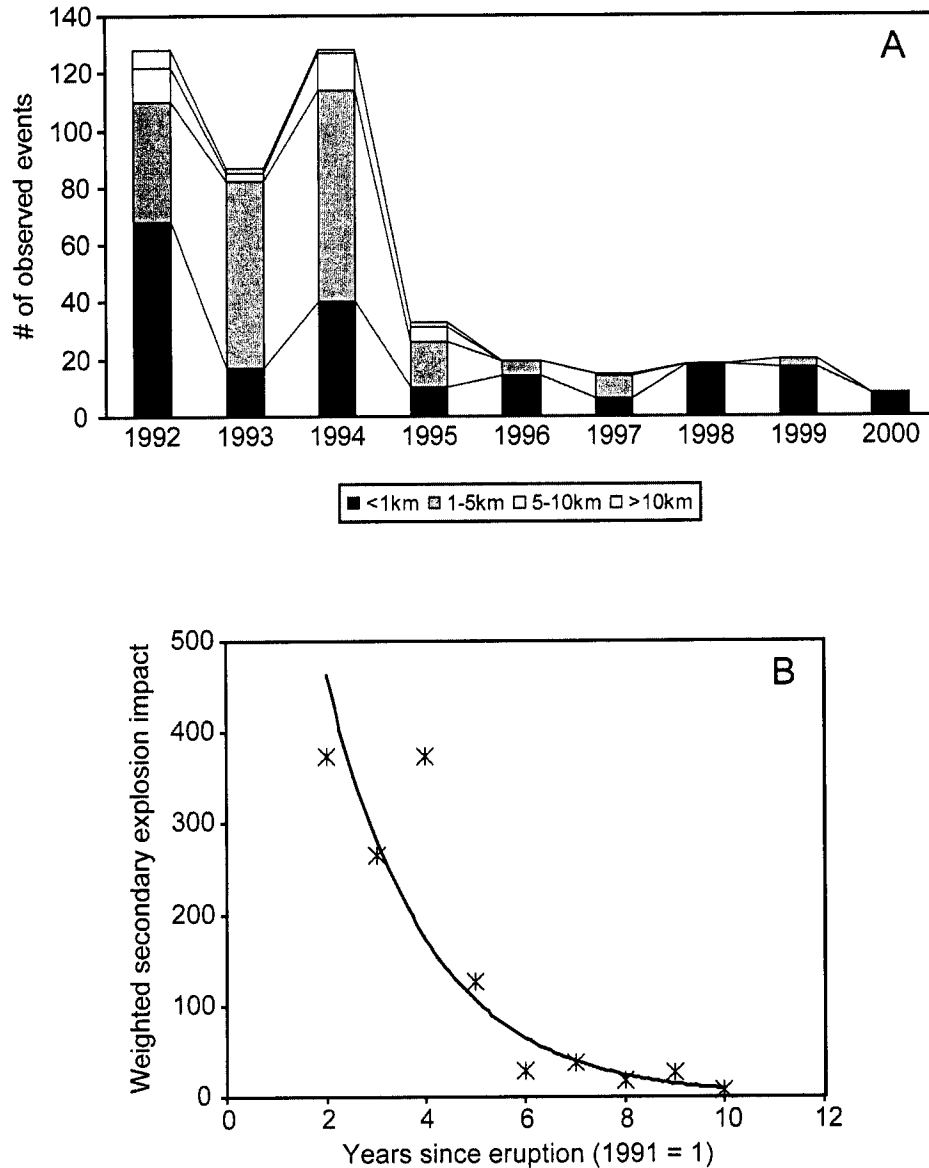 A
# of observed events
140
120
100
80
60
40
20
0
1992 1993 1994 1995 1996 1997 1998 1999 2000
<1km 1-5km 5-10km >10km
B
Weighted secondary explosion impact
500
400
300
200
100
0
0 2 4 6 8 10 12
Years since eruption (1991 = 1)